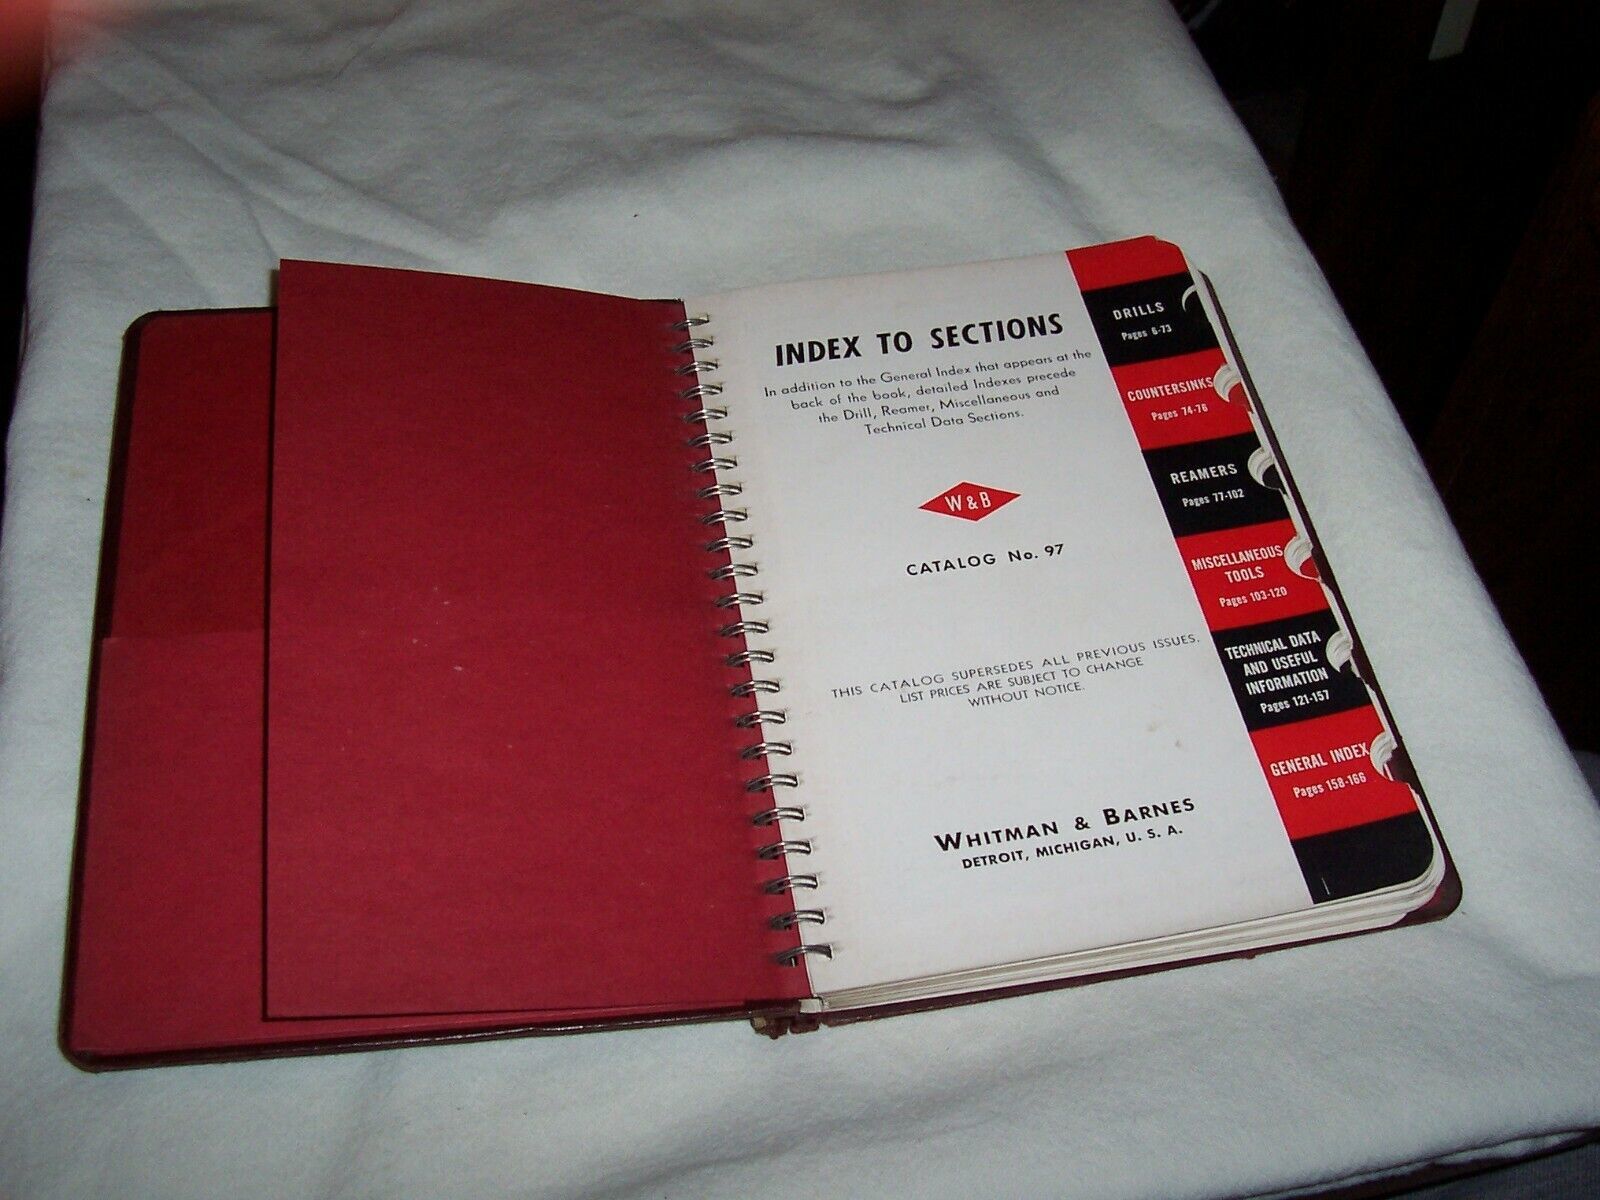 INDEX TO SECTIONS
In addition to the General Index that appears at the
back of the book, detailed Indexes precede
the Drill, Reamer, Miscellaneous and
Technical Data Sections.
W & B
CATALOG No. 97
THIS CATALOG SUPERSEDES ALL PREVIOUS ISSUES.
LIST PRICES ARE SUBJECT TO CHANGE
WITHOUT NOTICE.
WHITMAN & BARNES
DETROIT, MICHIGAN, U. S. A.
DRILLS
Pages 6-73
COUNTERSINKS
Pages 74-76
REAMERS
Pages 77-102
MISCELLANEOUS
TOOLS
Pages 103-120
TECHNICAL DATA
AND USEFUL
INFORMATION
Pages 121-157
GENERAL INDEX
Pages 158-166